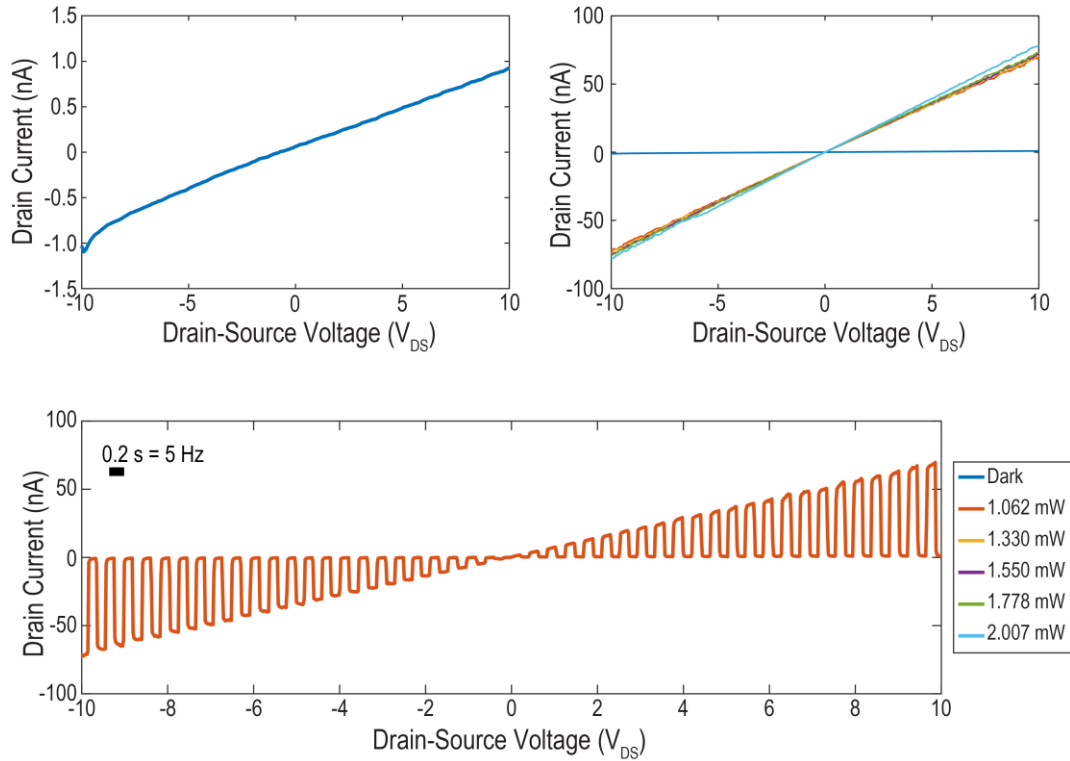 1.5
1.0
0.5
0
-0.5
-1.0
-1.5
Drain Current (nA)
-10 -5 0 5 10
Drain-Source Voltage (V_DS)
100
50
0
-50
-100
Drain Current (nA)
-10 -5 0 5 10
Drain-Source Voltage (V_DS)
100
50
0
-50
-100
Drain Current (nA)
0.2 s = 5 Hz
-10 -8 -6 -4 -2 0 2 4 6 8 10
Drain-Source Voltage (V_DS)
Dark
1.062 mW
1.330 mW
1.550 mW
1.778 mW
2.007 mW